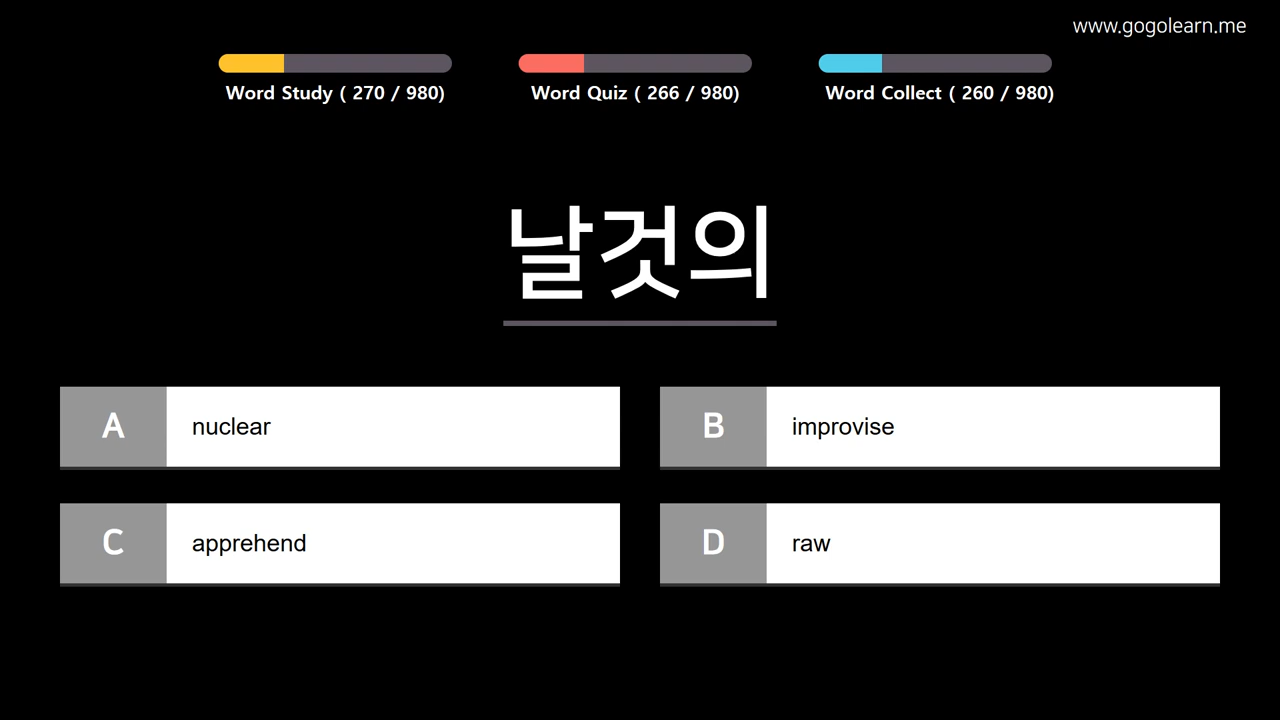 www.gogolearn.me
Word Study ( 270 / 980)
Word Quiz ( 266 / 980)
Word Collect ( 260 / 980)
날것의
A nuclear
B improvise
C apprehend
D raw